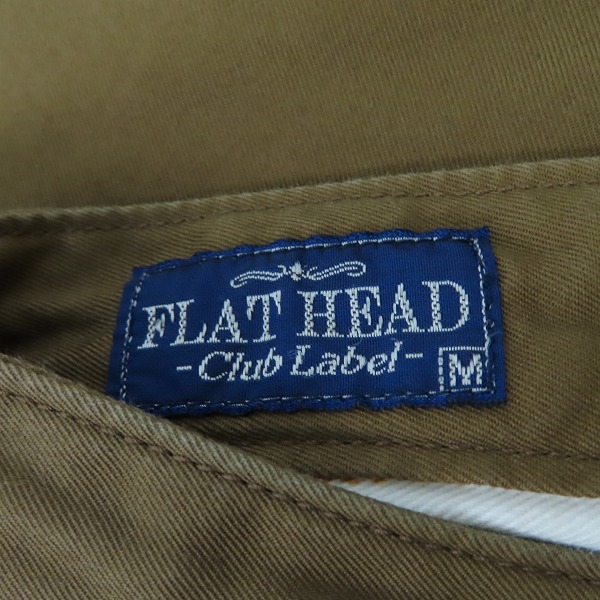 FLAT HEAD
- Club Label -
M